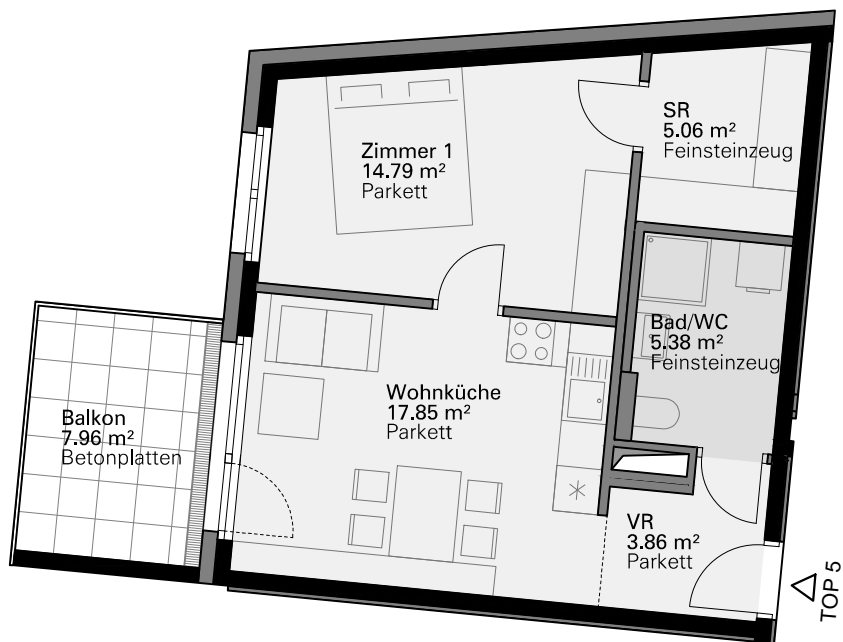 SR
5.06 m²
Feinsteinzeug
Zimmer 1
14.79 m²
Parkett
Bad/WC
5.38 m²
Feinsteinzeug
Wohnküche
17.85 m²
Parkett
Balkon
7.96 m²
Betonplatten
VR
3.86 m²
Parkett
TOP 5